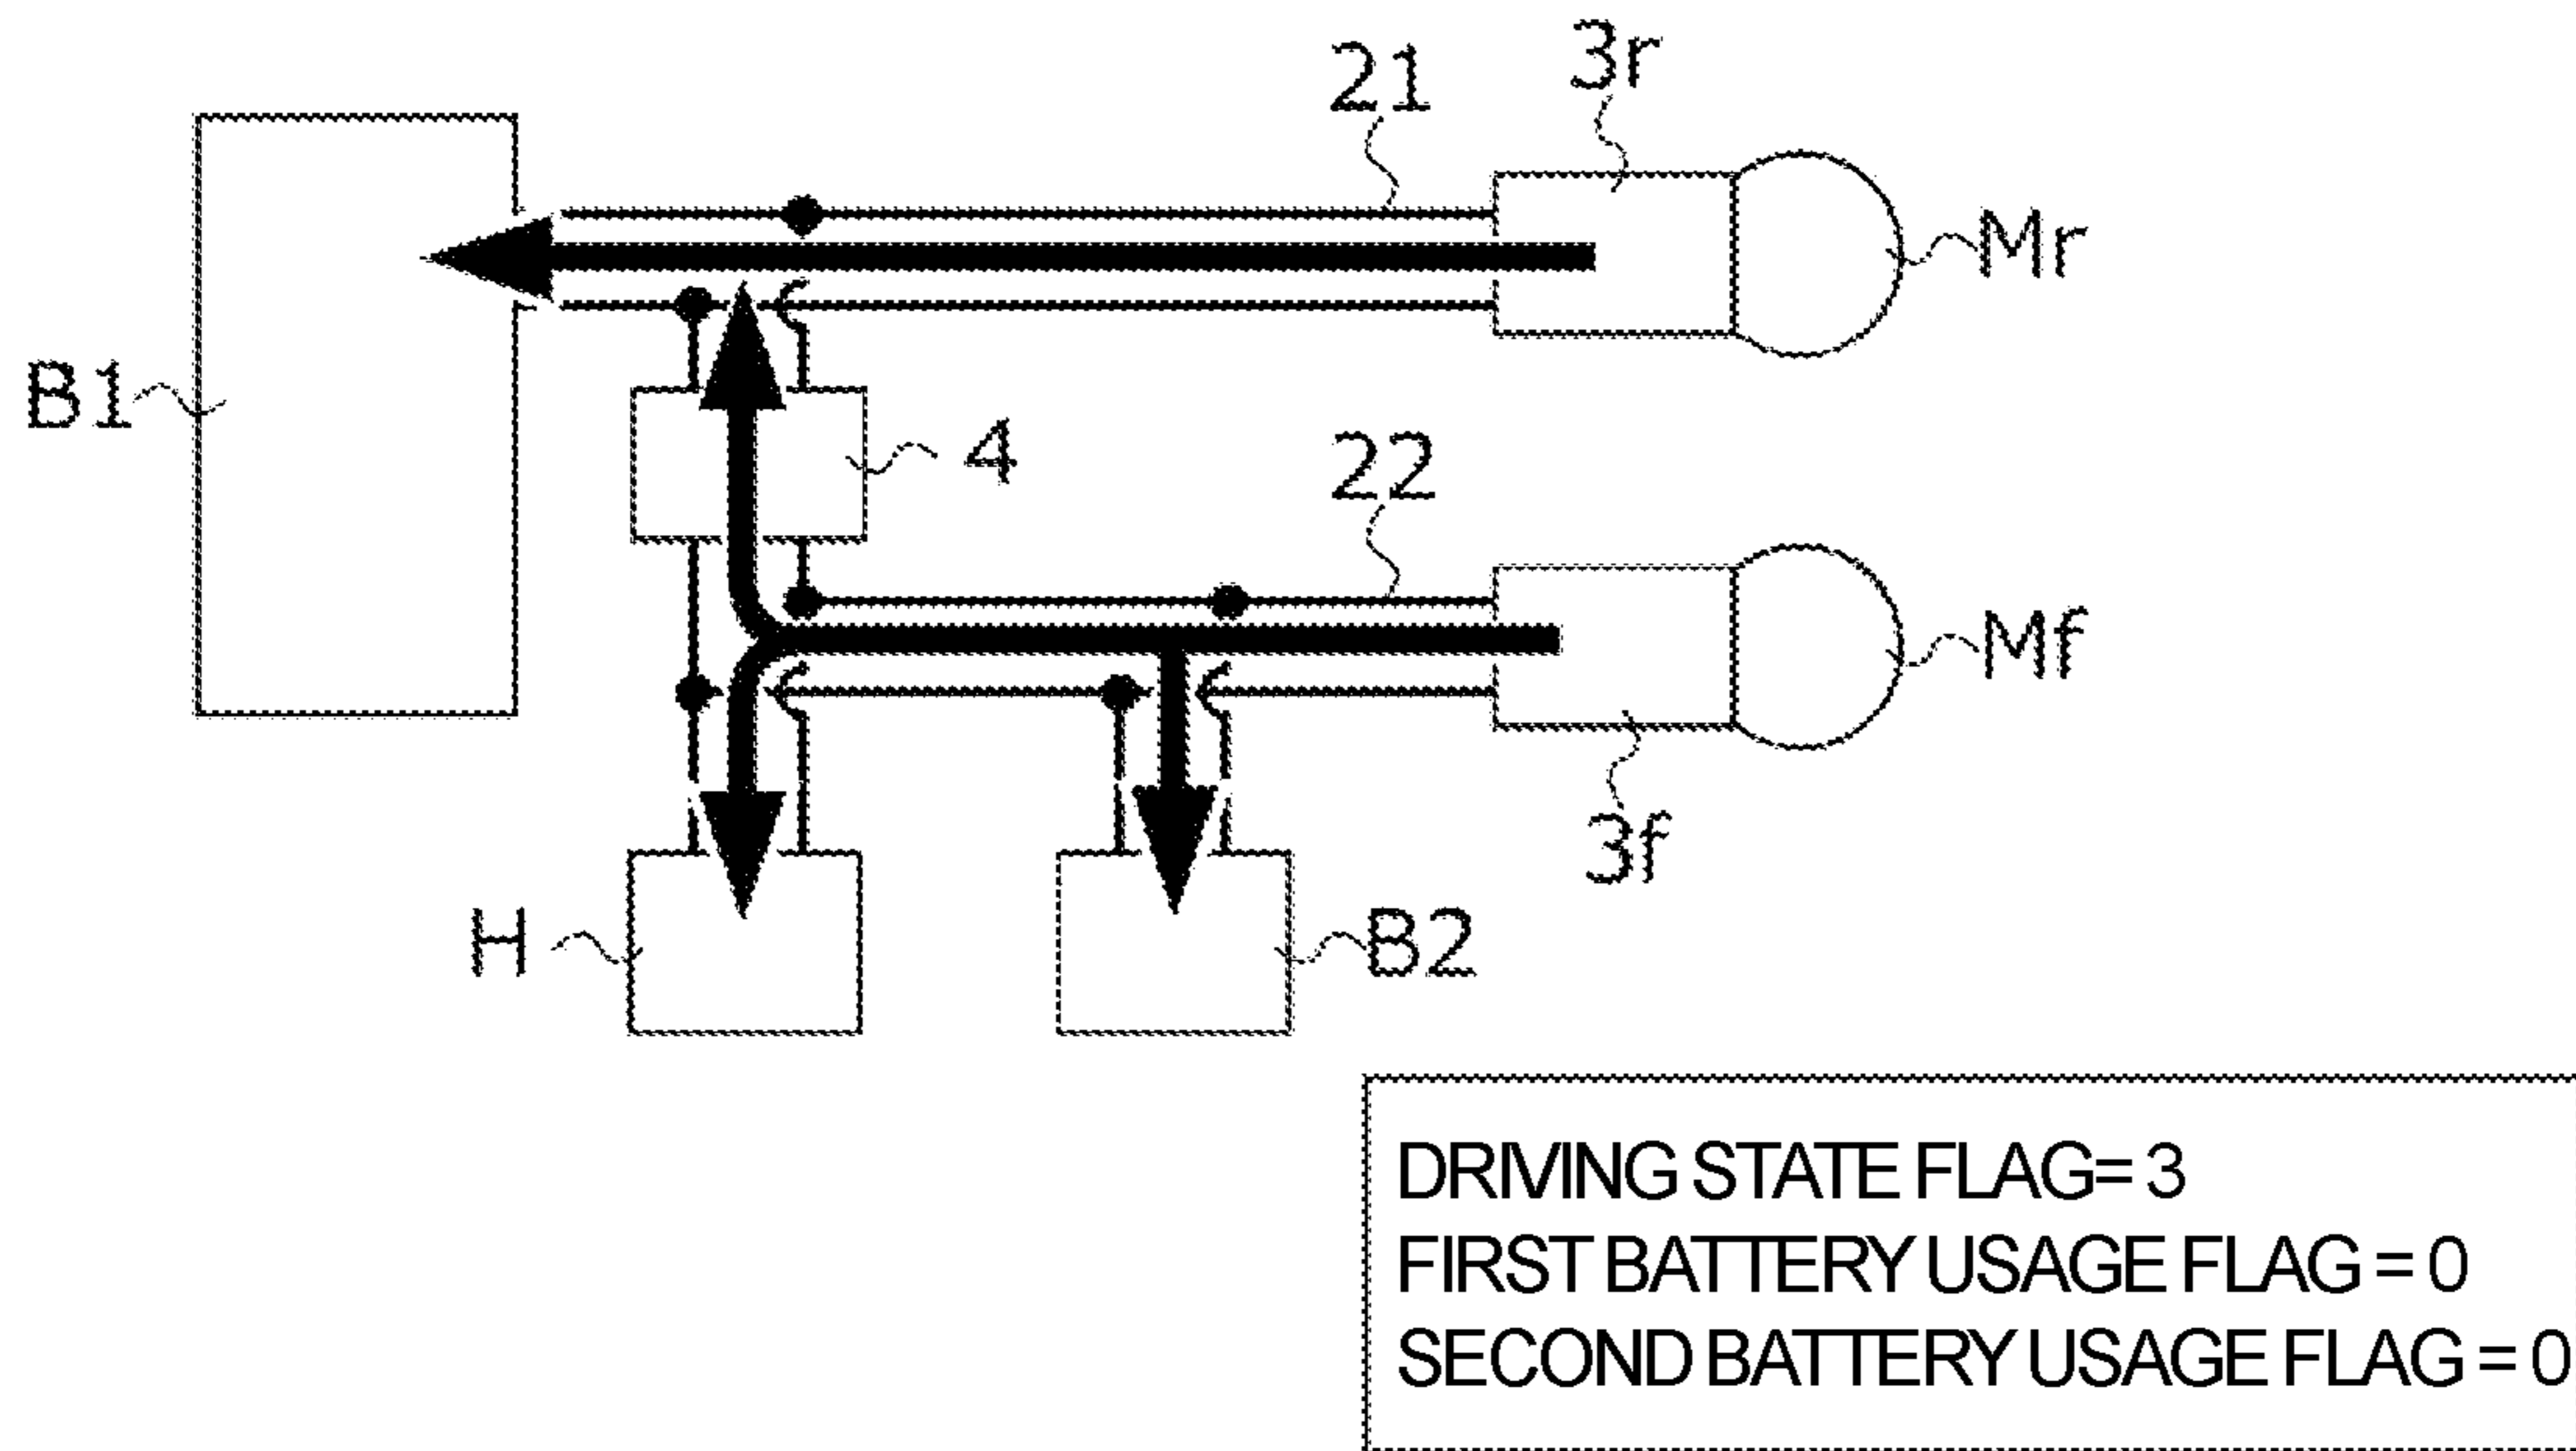 3r
21
Mr
B1
4
22
Mf
3f
H
B2
DRIVING STATE FLAG= 3
FIRST BATTERY USAGE FLAG = 0
SECOND BATTERY USAGE FLAG = 0